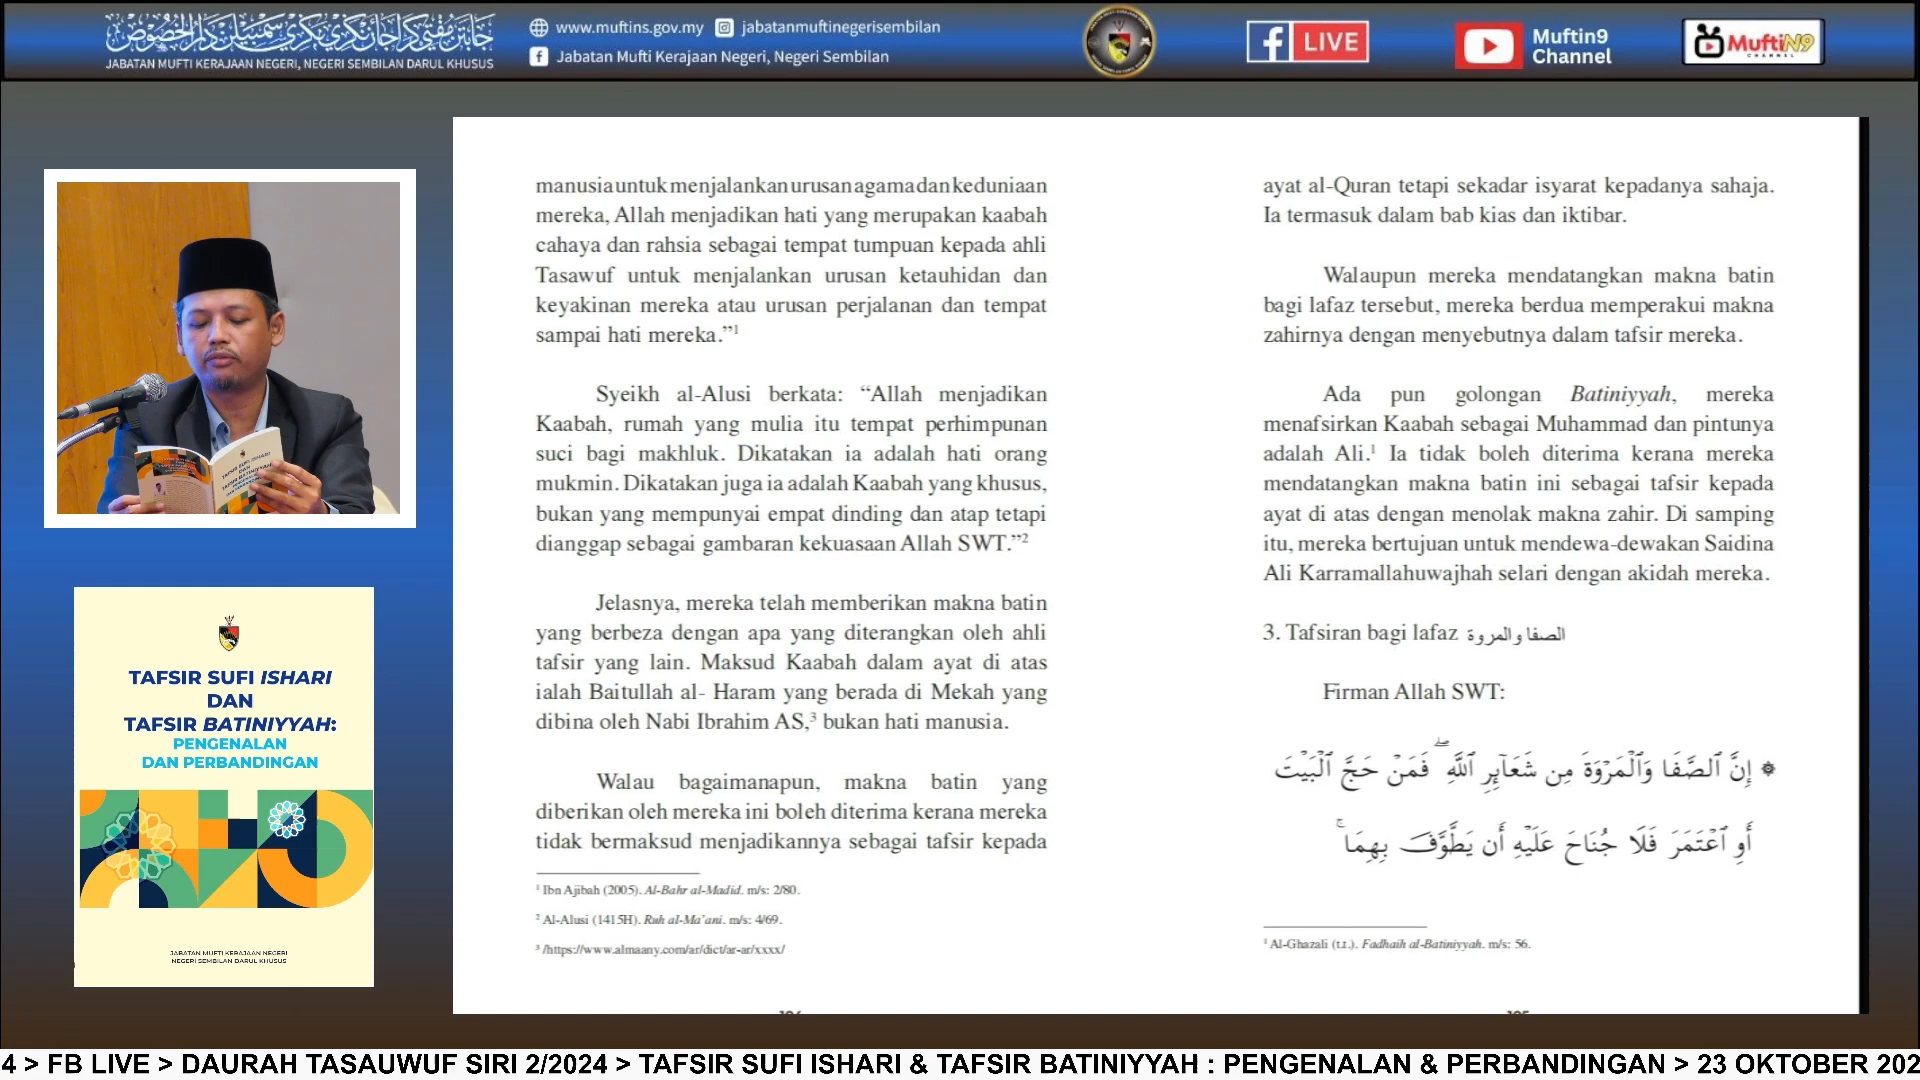 جابتن مفتي كراجأن نݢري نݢري سمبيلن دار الخصوص
JABATAN MUFTI KERAJAAN NEGERI, NEGERI SEMBILAN DARUL KHUSUS
www.muftins.gov.my jabatanmuftinegerisembilan
Jabatan Mufti Kerajaan Negeri, Negeri Sembilan
LIVE
Muftin9
Channel
MuftiN9
CHANNEL
TAFSIR SUFI ISHARI
DAN
TAFSIR BATINIYYAH:
PENGENALAN
DAN PERBANDINGAN
JABATAN MUFTI KERAJAAN NEGERI
NEGERI SEMBILAN DARUL KHUSUS
manusia untuk menjalankan urusan agama dan keduniaan
mereka, Allah menjadikan hati yang merupakan kaabah
cahaya dan rahsia sebagai tempat tumpuan kepada ahli
Tasawuf untuk menjalankan urusan ketauhidan dan
keyakinan mereka atau urusan perjalanan dan tempat
sampai hati mereka.”¹
Syeikh al-Alusi berkata: “Allah menjadikan
Kaabah, rumah yang mulia itu tempat perhimpunan
suci bagi makhluk. Dikatakan ia adalah hati orang
mukmin. Dikatakan juga ia adalah Kaabah yang khusus,
bukan yang mempunyai empat dinding dan atap tetapi
dianggap sebagai gambaran kekuasaan Allah SWT.”²
Jelasnya, mereka telah memberikan makna batin
yang berbeza dengan apa yang diterangkan oleh ahli
tafsir yang lain. Maksud Kaabah dalam ayat di atas
ialah Baitullah al- Haram yang berada di Mekah yang
dibina oleh Nabi Ibrahim AS,³ bukan hati manusia.
Walau bagaimanapun, makna batin yang
diberikan oleh mereka ini boleh diterima kerana mereka
tidak bermaksud menjadikannya sebagai tafsir kepada
¹ Ibn Ajibah (2005). Al-Bahr al-Madid. m/s: 2/80.
² Al-Alusi (1415H). Ruh al-Ma’ani. m/s: 4/69.
³ /https://www.almaany.com/ar/dict/ar-ar/xxxx/
ayat al-Quran tetapi sekadar isyarat kepadanya sahaja.
Ia termasuk dalam bab kias dan iktibar.
Walaupun mereka mendatangkan makna batin
bagi lafaz tersebut, mereka berdua memperakui makna
zahirnya dengan menyebutnya dalam tafsir mereka.
Ada pun golongan Batiniyyah, mereka
menafsirkan Kaabah sebagai Muhammad dan pintunya
adalah Ali.¹ Ia tidak boleh diterima kerana mereka
mendatangkan makna batin ini sebagai tafsir kepada
ayat di atas dengan menolak makna zahir. Di samping
itu, mereka bertujuan untuk mendewa-dewakan Saidina
Ali Karramallahuwajhah selari dengan akidah mereka.
3. Tafsiran bagi lafaz الصفا والمروة
Firman Allah SWT:
۞ إِنَّ ٱلصَّفَا وَٱلْمَرْوَةَ مِن شَعَآئِرِ ٱللَّهِ ۖ فَمَنْ حَجَّ ٱلْبَيْتَ
أَوِ ٱعْتَمَرَ فَلَا جُنَاحَ عَلَيْهِ أَن يَطَّوَّفَ بِهِمَا ۚ
¹ Al-Ghazali (t.t.). Fadhaih al-Batiniyyah. m/s: 56.
4 > FB LIVE > DAURAH TASAUWUF SIRI 2/2024 > TAFSIR SUFI ISHARI & TAFSIR BATINIYYAH : PENGENALAN & PERBANDINGAN > 23 OKTOBER 202